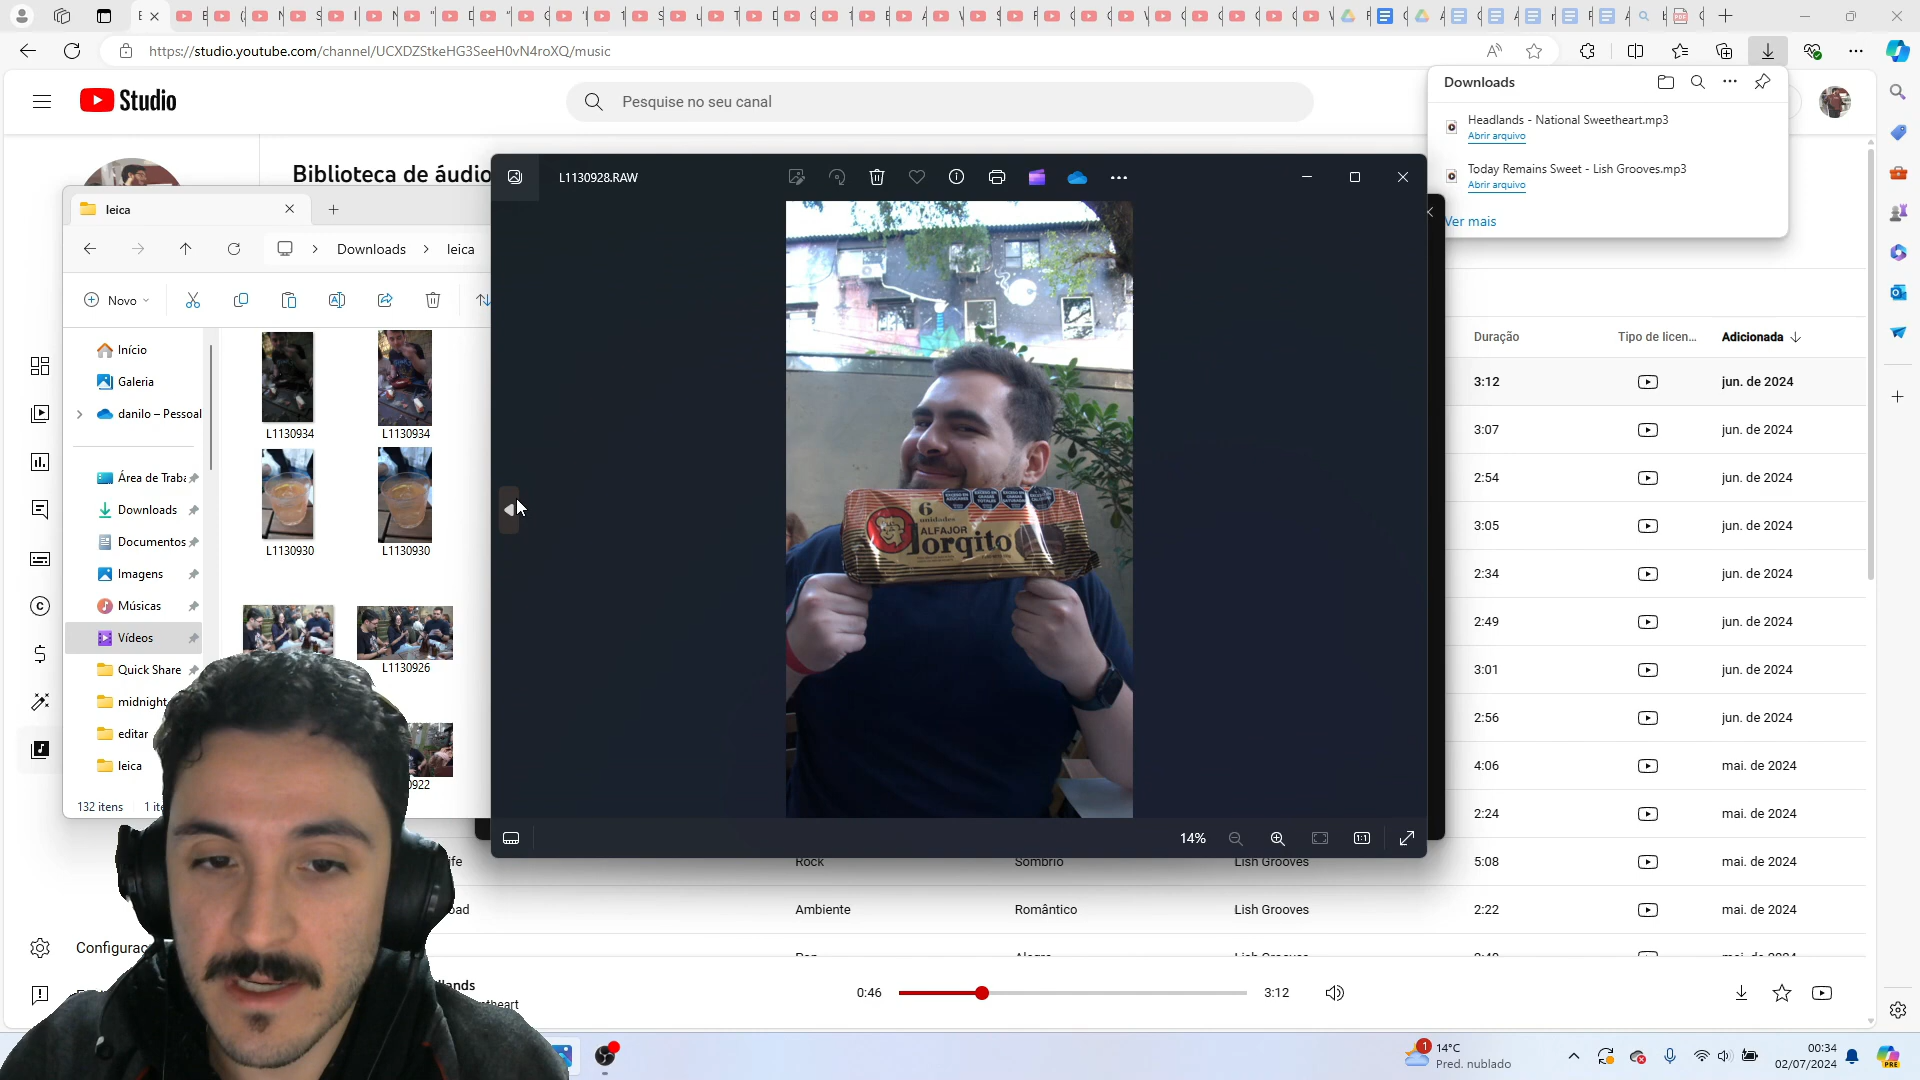 https://studio.youtube.com/channel/UCXDZStkeHG3SeeH0vN4roXQ/music
Studio
Pesquise no seu canal
Downloads
Headlands - National Sweetheart.mp3
Abrir arquivo
Today Remains Sweet - Lish Grooves.mp3
Abrir arquivo
Ver mais
Biblioteca de áudio
L1130928.RAW
leica
Downloads
leica
Novo
Início
Galeria
danilo – Pessoal
Área de Traba
Downloads
Documentos
Imagens
Músicas
Vídeos
Quick Share
midnight
editar
leica
L1130934
L1130934
L1130930
L1130930
L1130926
132 itens
6
unidades
ALFAJOR
Jorgito
14%
Duração
Tipo de licen...
Adicionada
3:12
jun. de 2024
3:07
jun. de 2024
2:54
jun. de 2024
3:05
jun. de 2024
2:34
jun. de 2024
2:49
jun. de 2024
3:01
jun. de 2024
2:56
jun. de 2024
4:06
mai. de 2024
2:24
mai. de 2024
Rock
Sombrio
Lish Grooves
5:08
mai. de 2024
Ambiente
Romântico
Lish Grooves
2:22
mai. de 2024
0:46
3:12
14°C
Pred. nublado
00:34
02/07/2024